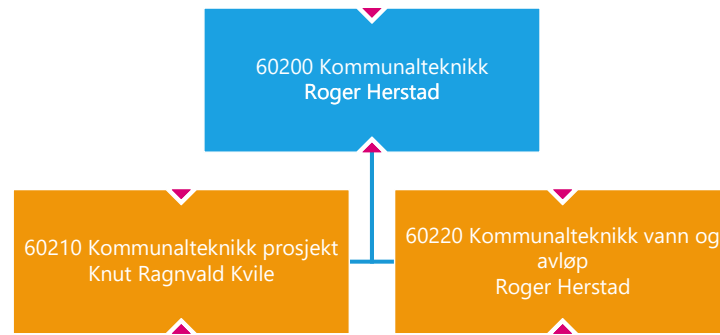 60200 Kommunalteknikk
Roger Herstad
60210 Kommunalteknikk prosjekt
Knut Ragnvald Kvile
60220 Kommunalteknikk vann og
avløp
Roger Herstad